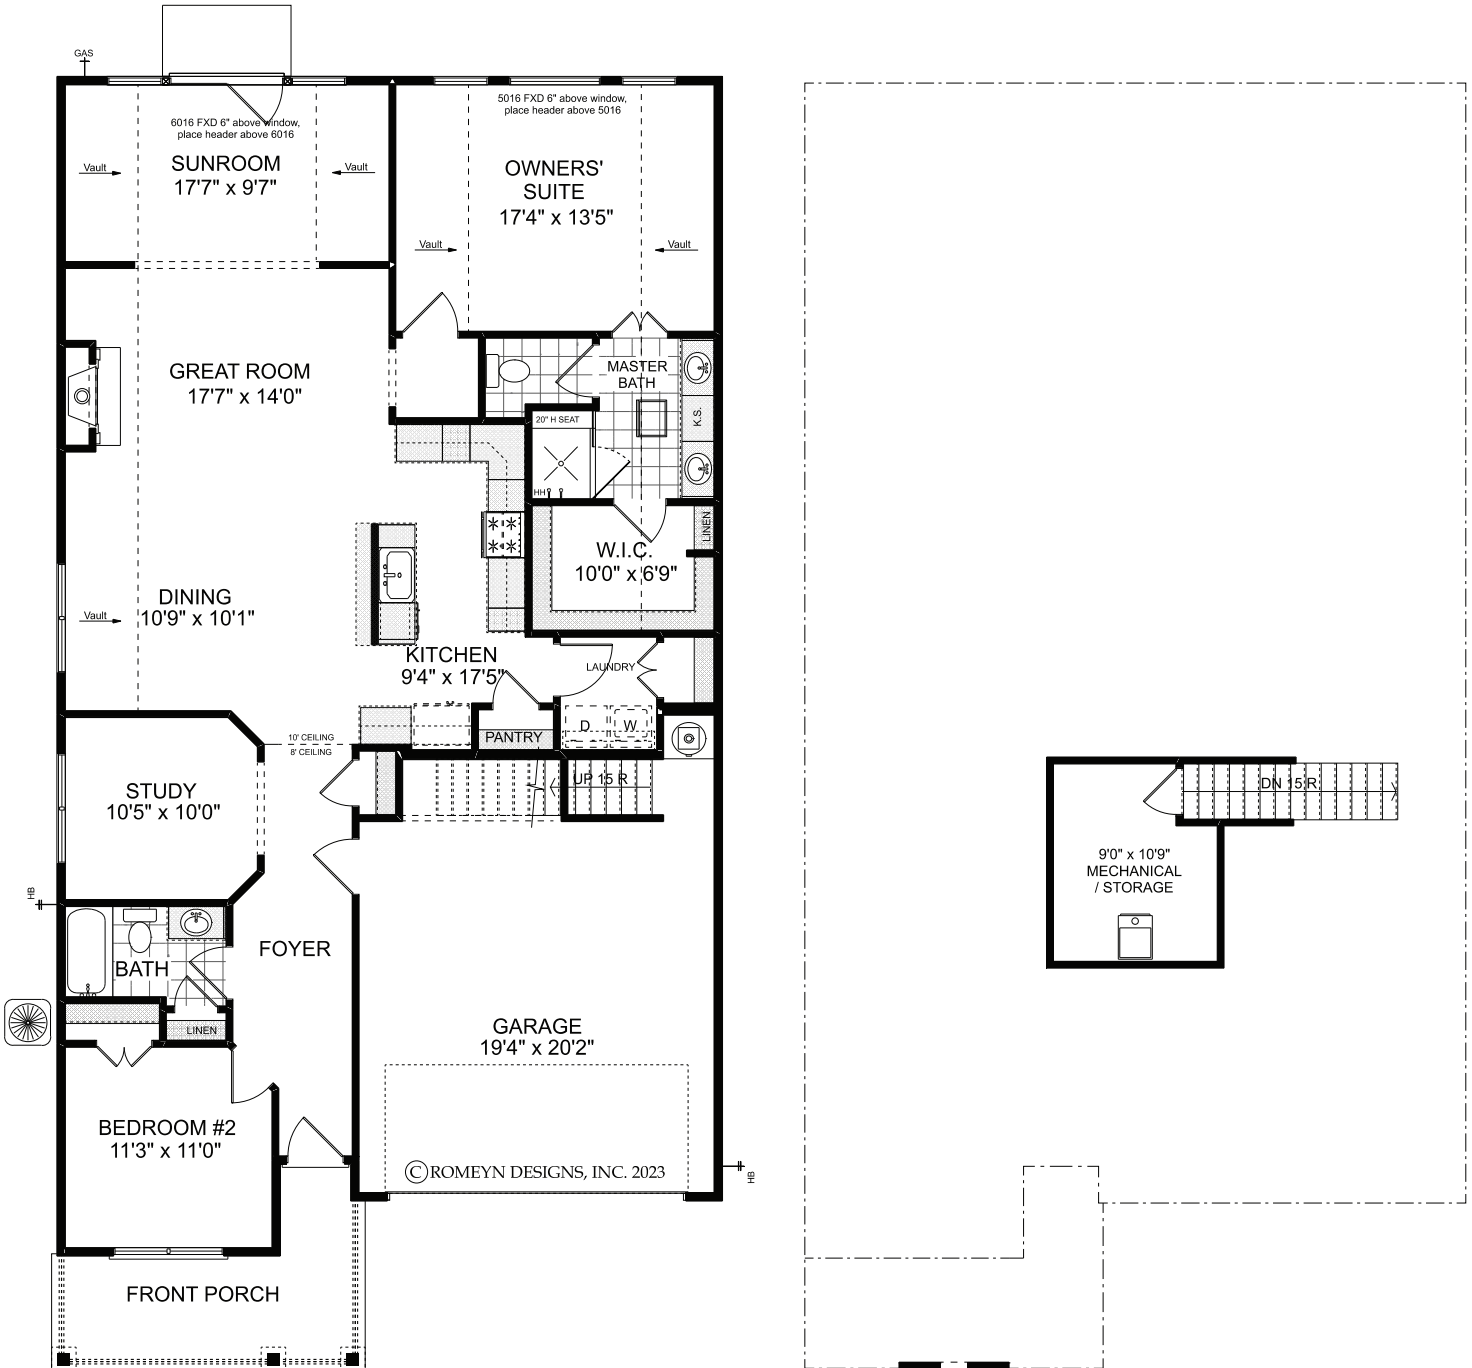 GAS
6016 FXD 6" above window,
place header above 6016
SUNROOM
17'7" x 9'7"
Vault
Vault
5016 FXD 6" above window,
place header above 5016
OWNERS'
SUITE
17'4" x 13'5"
Vault
Vault
GREAT ROOM
17'7" x 14'0"
MASTER
BATH
K.S.
20" H SEAT
HH
LINEN
W.I.C.
10'0" x 6'9"
DINING
10'9" x 10'1"
Vault
KITCHEN
9'4" x 17'5"
LAUNDRY
D
W
PANTRY
10' CEILING
8' CEILING
UP 15 R
STUDY
10'5" x 10'0"
HB
FOYER
BATH
LINEN
GARAGE
19'4" x 20'2"
BEDROOM #2
11'3" x 11'0"
© ROMEYN DESIGNS, INC. 2023
HB
FRONT PORCH
DN 15 R
9'0" x 10'9"
MECHANICAL
/ STORAGE